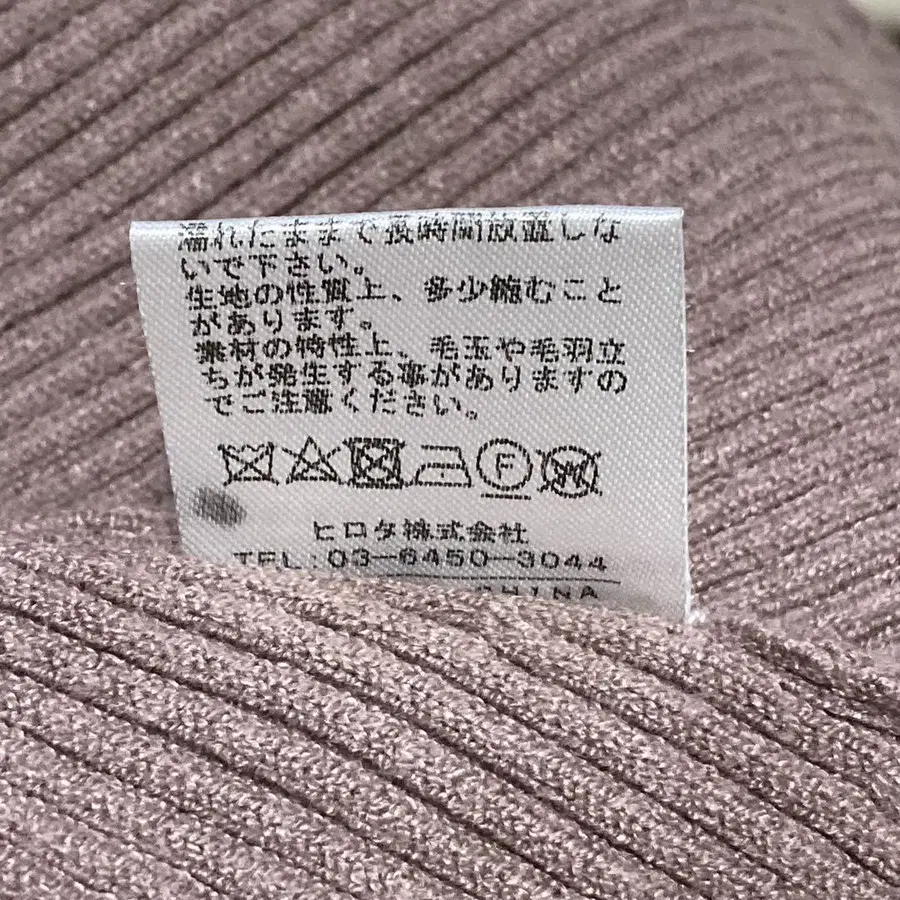 濡れたままで長時間放置しな
いで下さい。
生地の性質上、多少縮むこと
があります。
素材の特性上、毛玉や毛羽立
ちが発生する事がありますの
でご注意ください。
F W
ヒロタ株式会社
TEL:03-6450-3044
CHINA